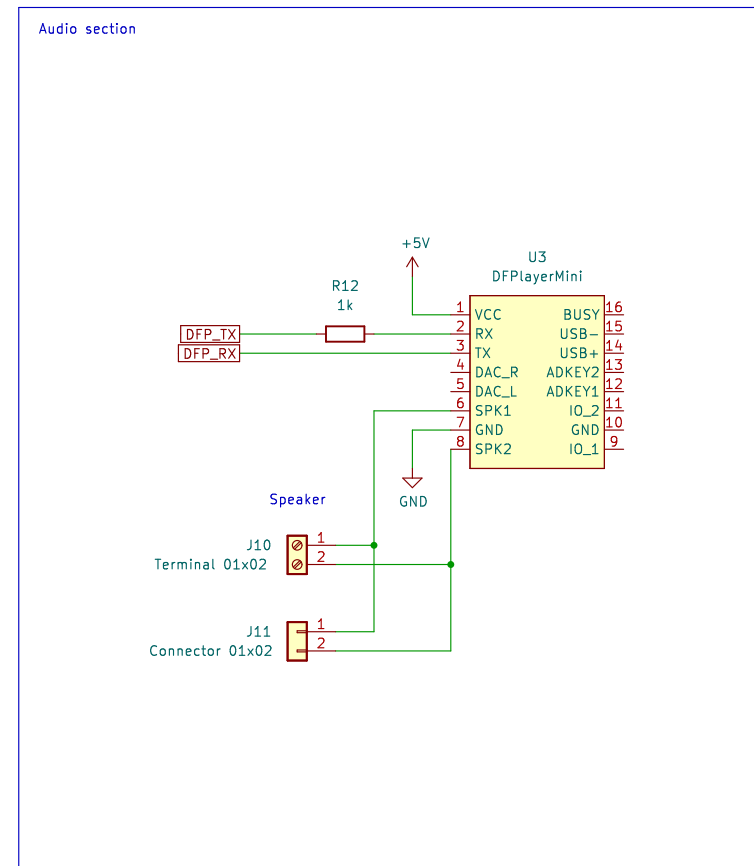 Audio section
+5V
U3
DFPlayerMini
R12
1k
DFP_TX
DFP_RX
1 VCC BUSY 16
2 RX USB- 15
3 TX USB+ 14
4 DAC_R ADKEY2 13
5 DAC_L ADKEY1 12
6 SPK1 IO_2 11
7 GND GND 10
8 SPK2 IO_1 9
GND
Speaker
J10 1
Terminal 01x02 2
J11 1
Connector 01x02 2